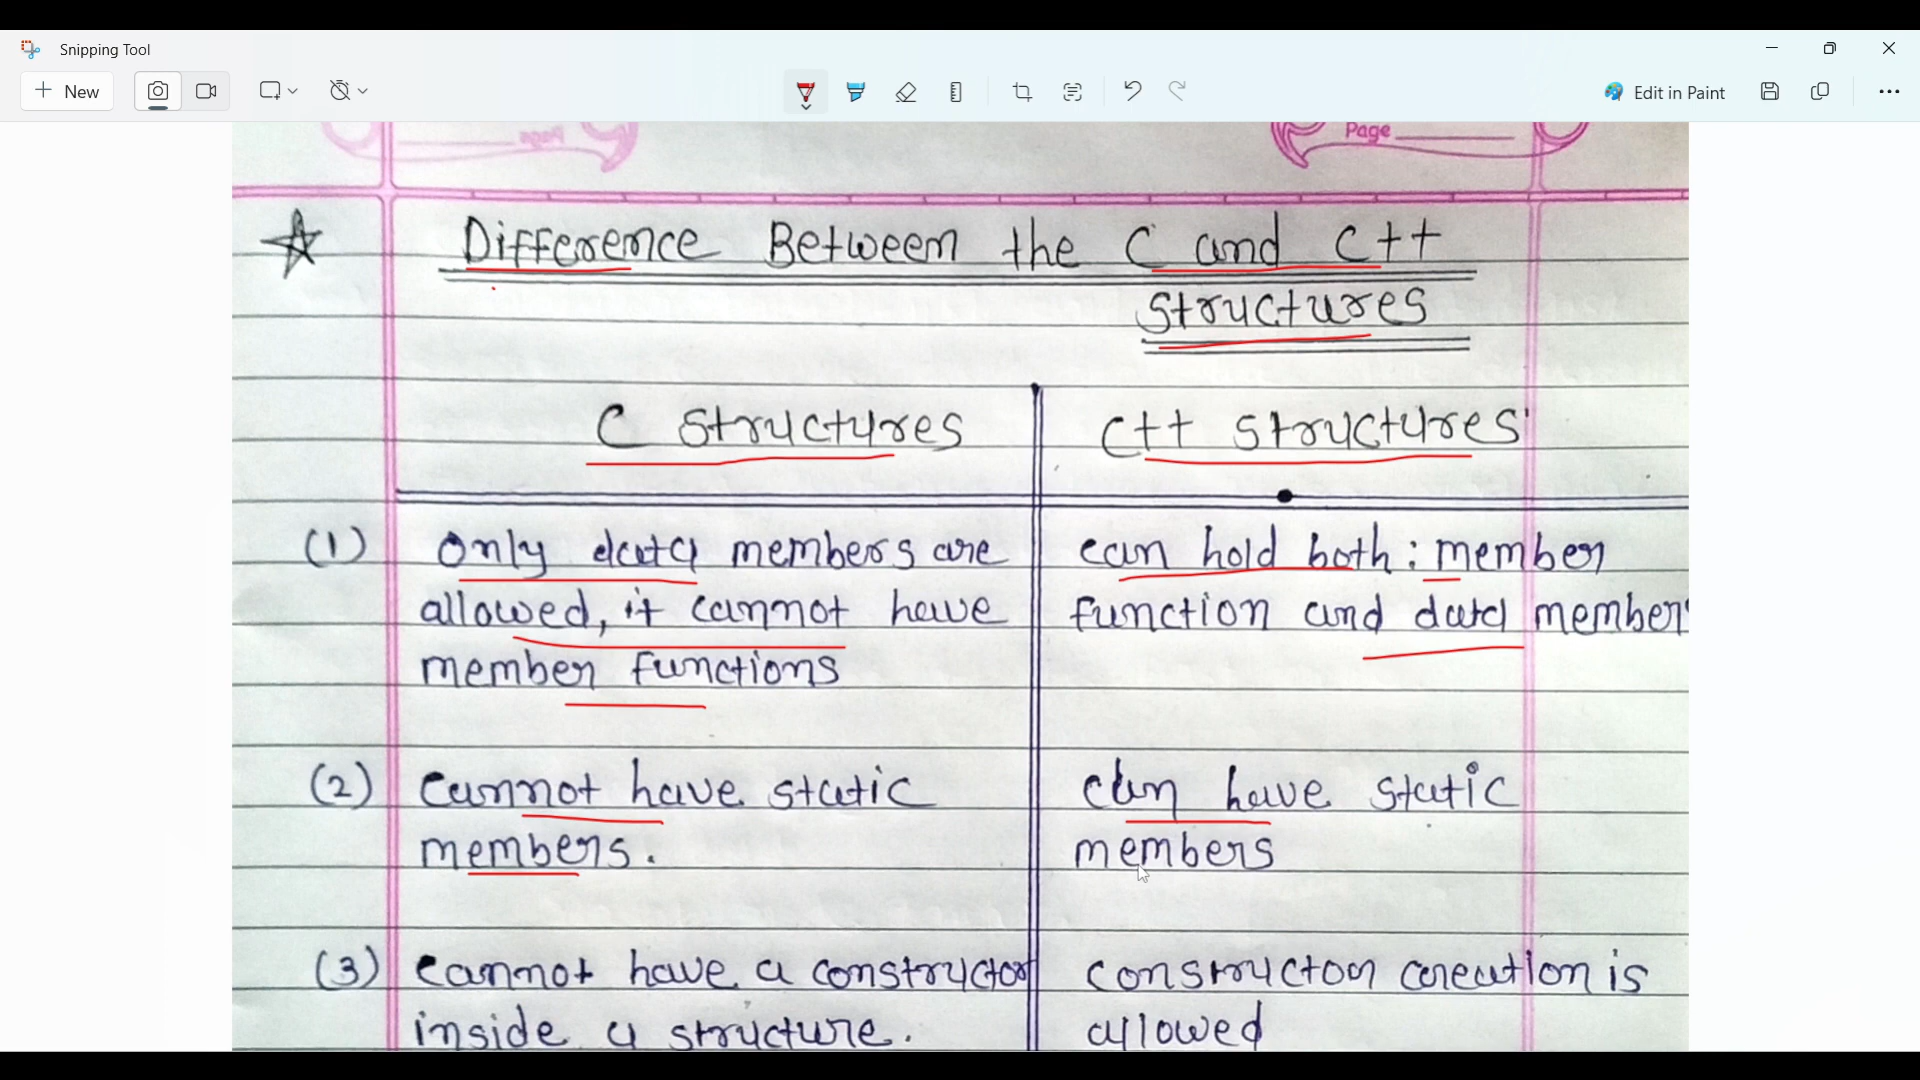 Snipping Tool
New
Edit in Paint
Page
Page
Difference Between the C and C++
Structures
C Structures
C++ Structures
(1) Only data members are
allowed, it cannot have
member functions
can hold both : member
function and data member
(2) Cannot have static
members.
can have static
members
(3) Cannot have a constructor
inside a structure.
constructor creation is
allowed